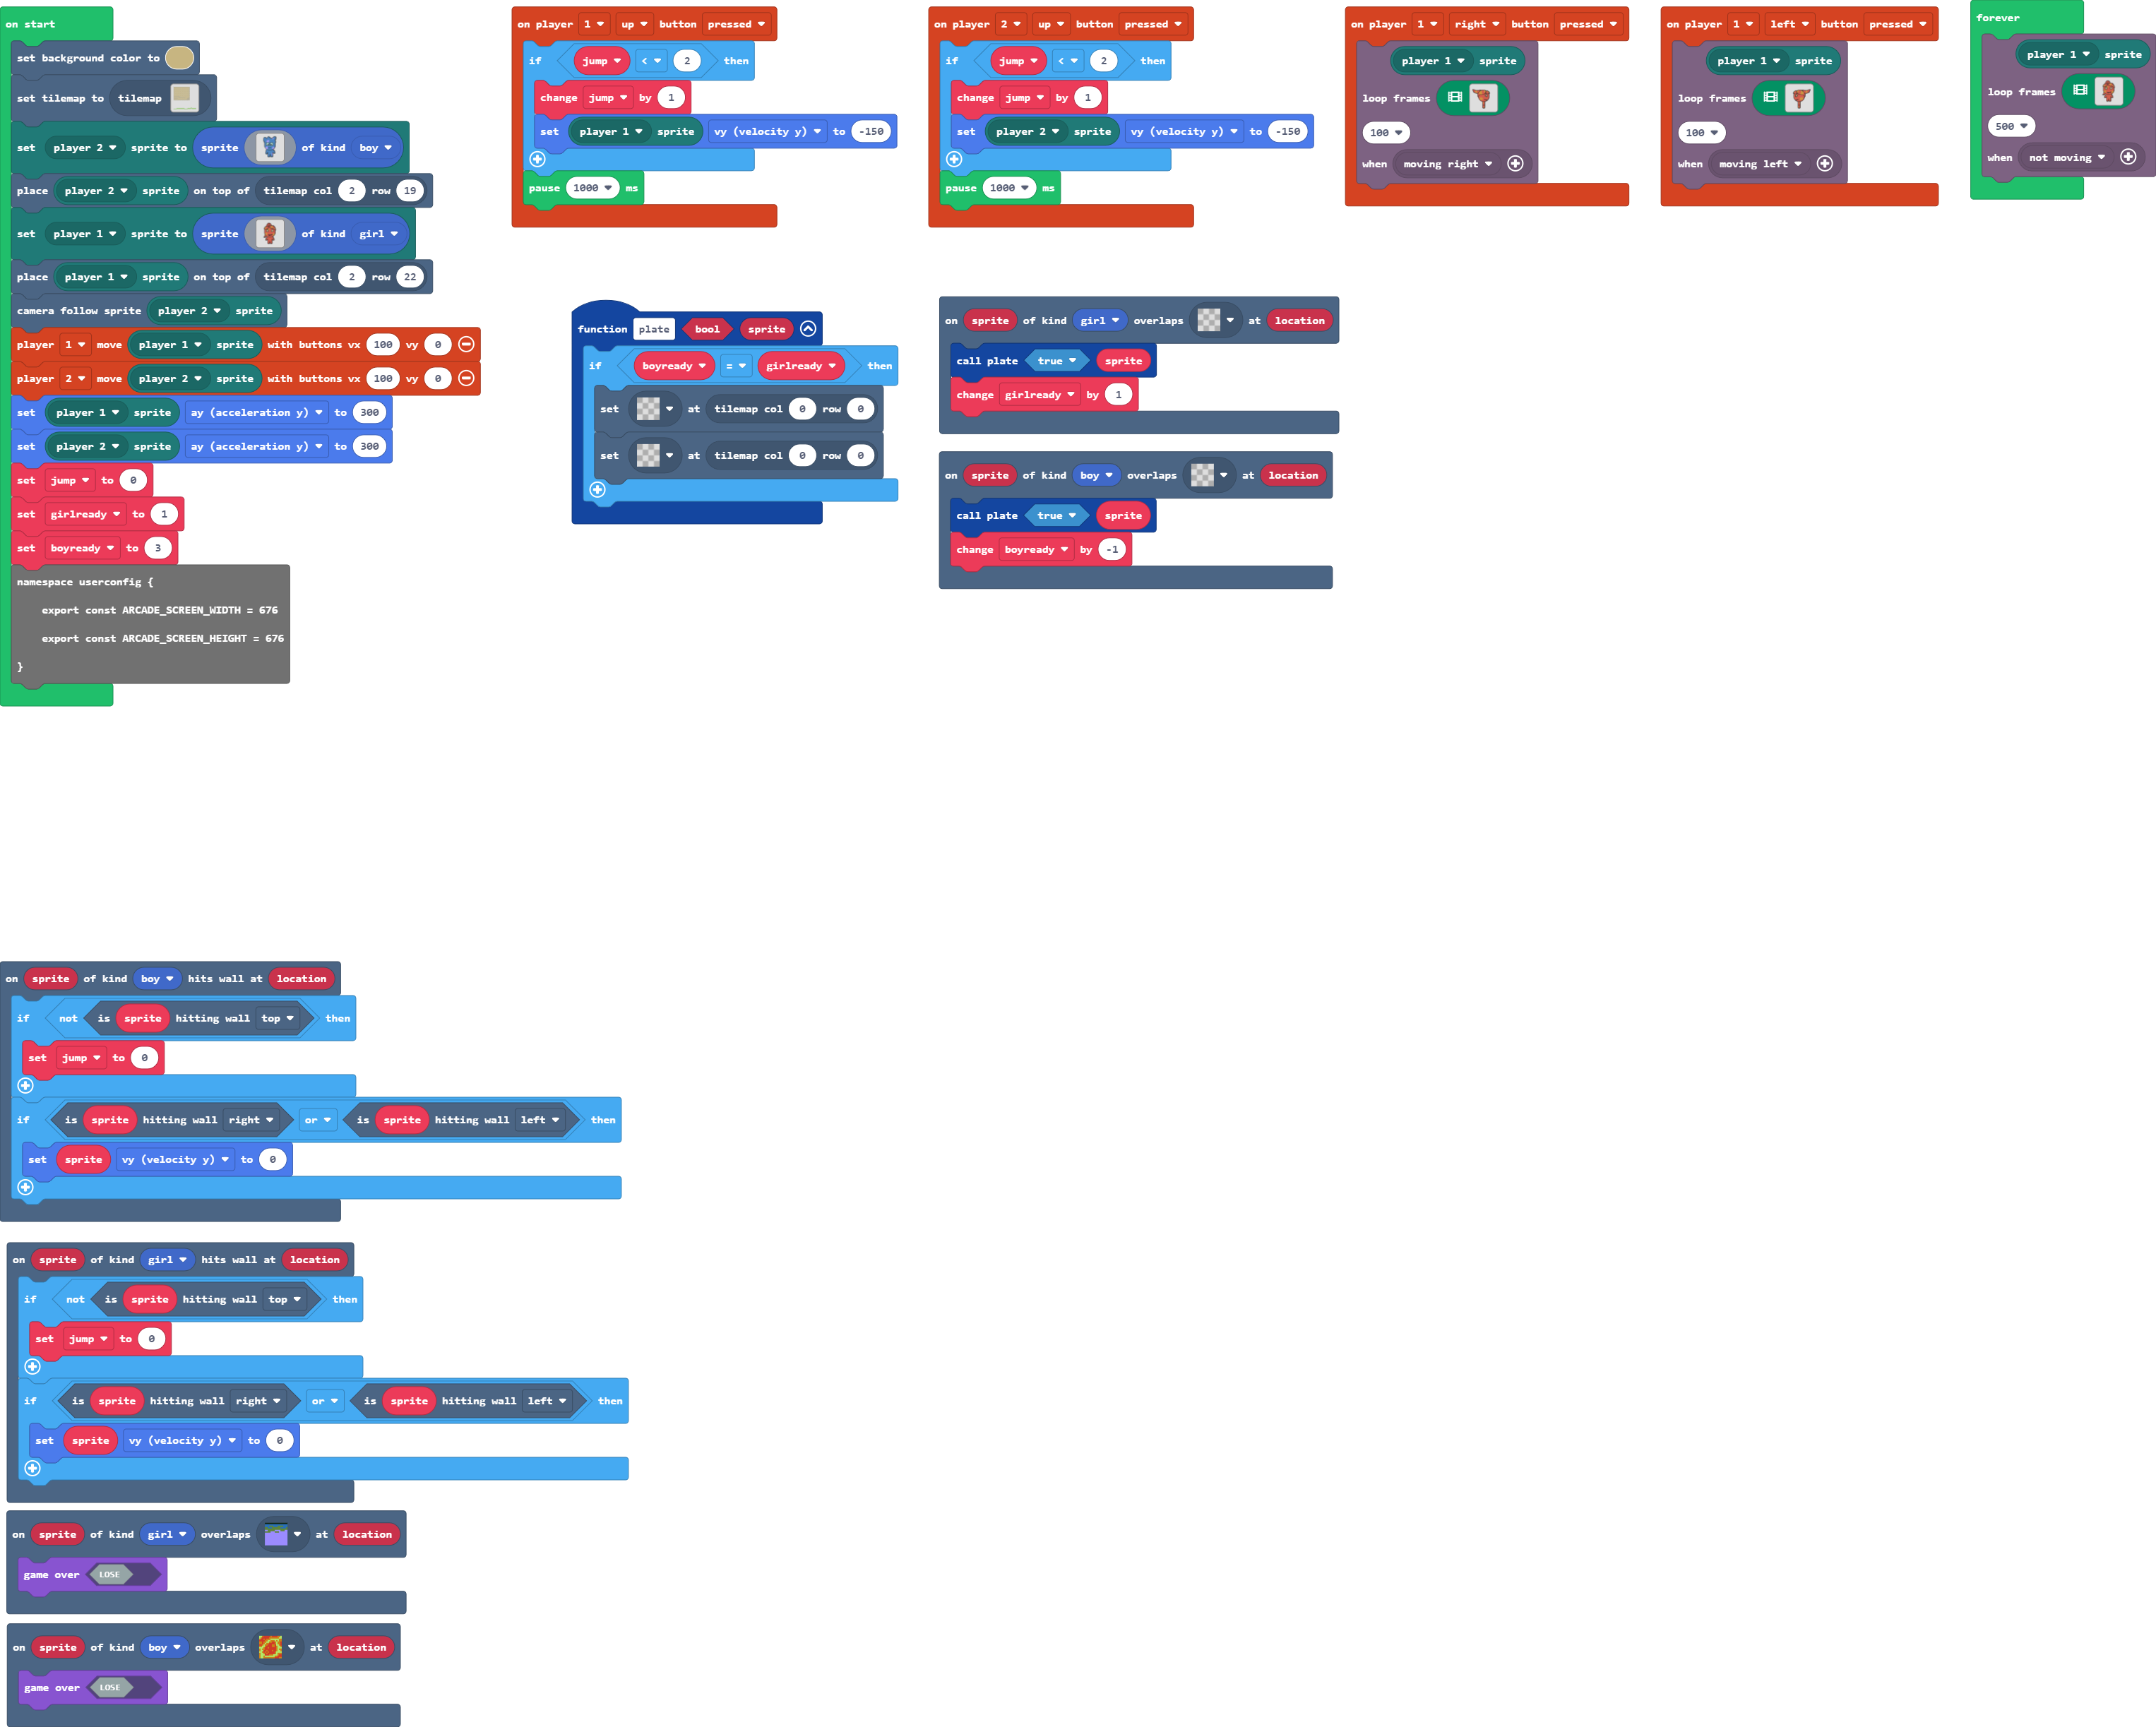 on start
set background color to
set tilemap to tilemap
set player 2 sprite to sprite of kind boy
place player 2 sprite on top of tilemap col 2 row 19
set player 1 sprite to sprite of kind girl
place player 1 sprite on top of tilemap col 2 row 22
camera follow sprite player 2 sprite
player 1 move player 1 sprite with buttons vx 100 vy 0
player 2 move player 2 sprite with buttons vx 100 vy 0
set player 1 sprite ay (acceleration y) to 300
set player 2 sprite ay (acceleration y) to 300
set jump to 0
set girlready to 1
set boyready to 3
namespace userconfig {
export const ARCADE_SCREEN_WIDTH = 676
export const ARCADE_SCREEN_HEIGHT = 676
}
on player 1 up button pressed
if jump < 2 then
change jump by 1
set player 1 sprite vy (velocity y) to -150
pause 1000 ms
on player 2 up button pressed
if jump < 2 then
change jump by 1
set player 2 sprite vy (velocity y) to -150
pause 1000 ms
on player 1 right button pressed
player 1 sprite
loop frames
100
when moving right
on player 1 left button pressed
player 1 sprite
loop frames
100
when moving left
forever
player 1 sprite
loop frames
500
when not moving
function plate bool sprite
if boyready = girlready then
set at tilemap col 0 row 0
set at tilemap col 0 row 0
on sprite of kind girl overlaps at location
call plate true sprite
change girlready by 1
on sprite of kind boy overlaps at location
call plate true sprite
change boyready by -1
on sprite of kind boy hits wall at location
if not is sprite hitting wall top then
set jump to 0
if is sprite hitting wall right or is sprite hitting wall left then
set sprite vy (velocity y) to 0
on sprite of kind girl hits wall at location
if not is sprite hitting wall top then
set jump to 0
if is sprite hitting wall right or is sprite hitting wall left then
set sprite vy (velocity y) to 0
on sprite of kind girl overlaps at location
game over LOSE
on sprite of kind boy overlaps at location
game over LOSE